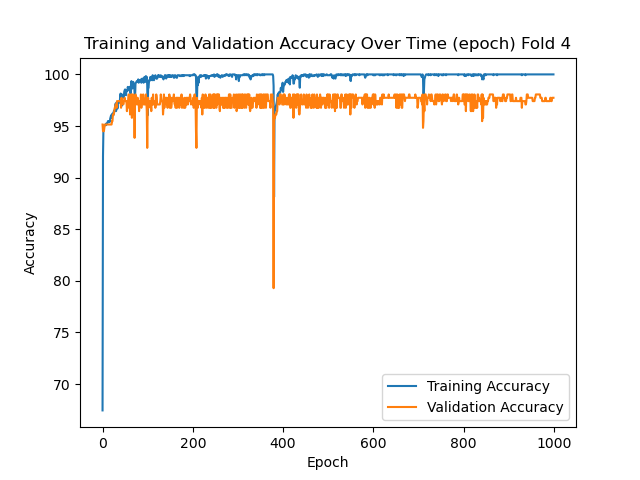 Training and Validation Accuracy Over Time (epoch) Fold 4
100
95
90
85
80
75
70
Accuracy
Training Accuracy
Validation Accuracy
0
200
400
600
800
1000
Epoch